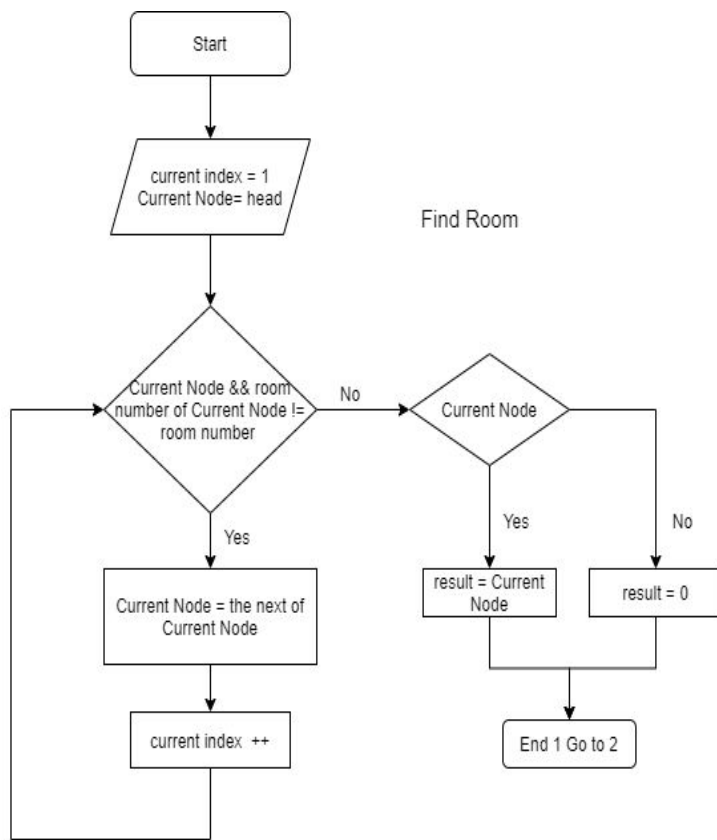 Start
current index = 1
Current Node= head
Find Room
Current Node && room
number of Current Node !=
room number
No
Current Node
Yes
Yes
No
Current Node = the next of
Current Node
result = Current
Node
result = 0
current index ++
End 1 Go to 2